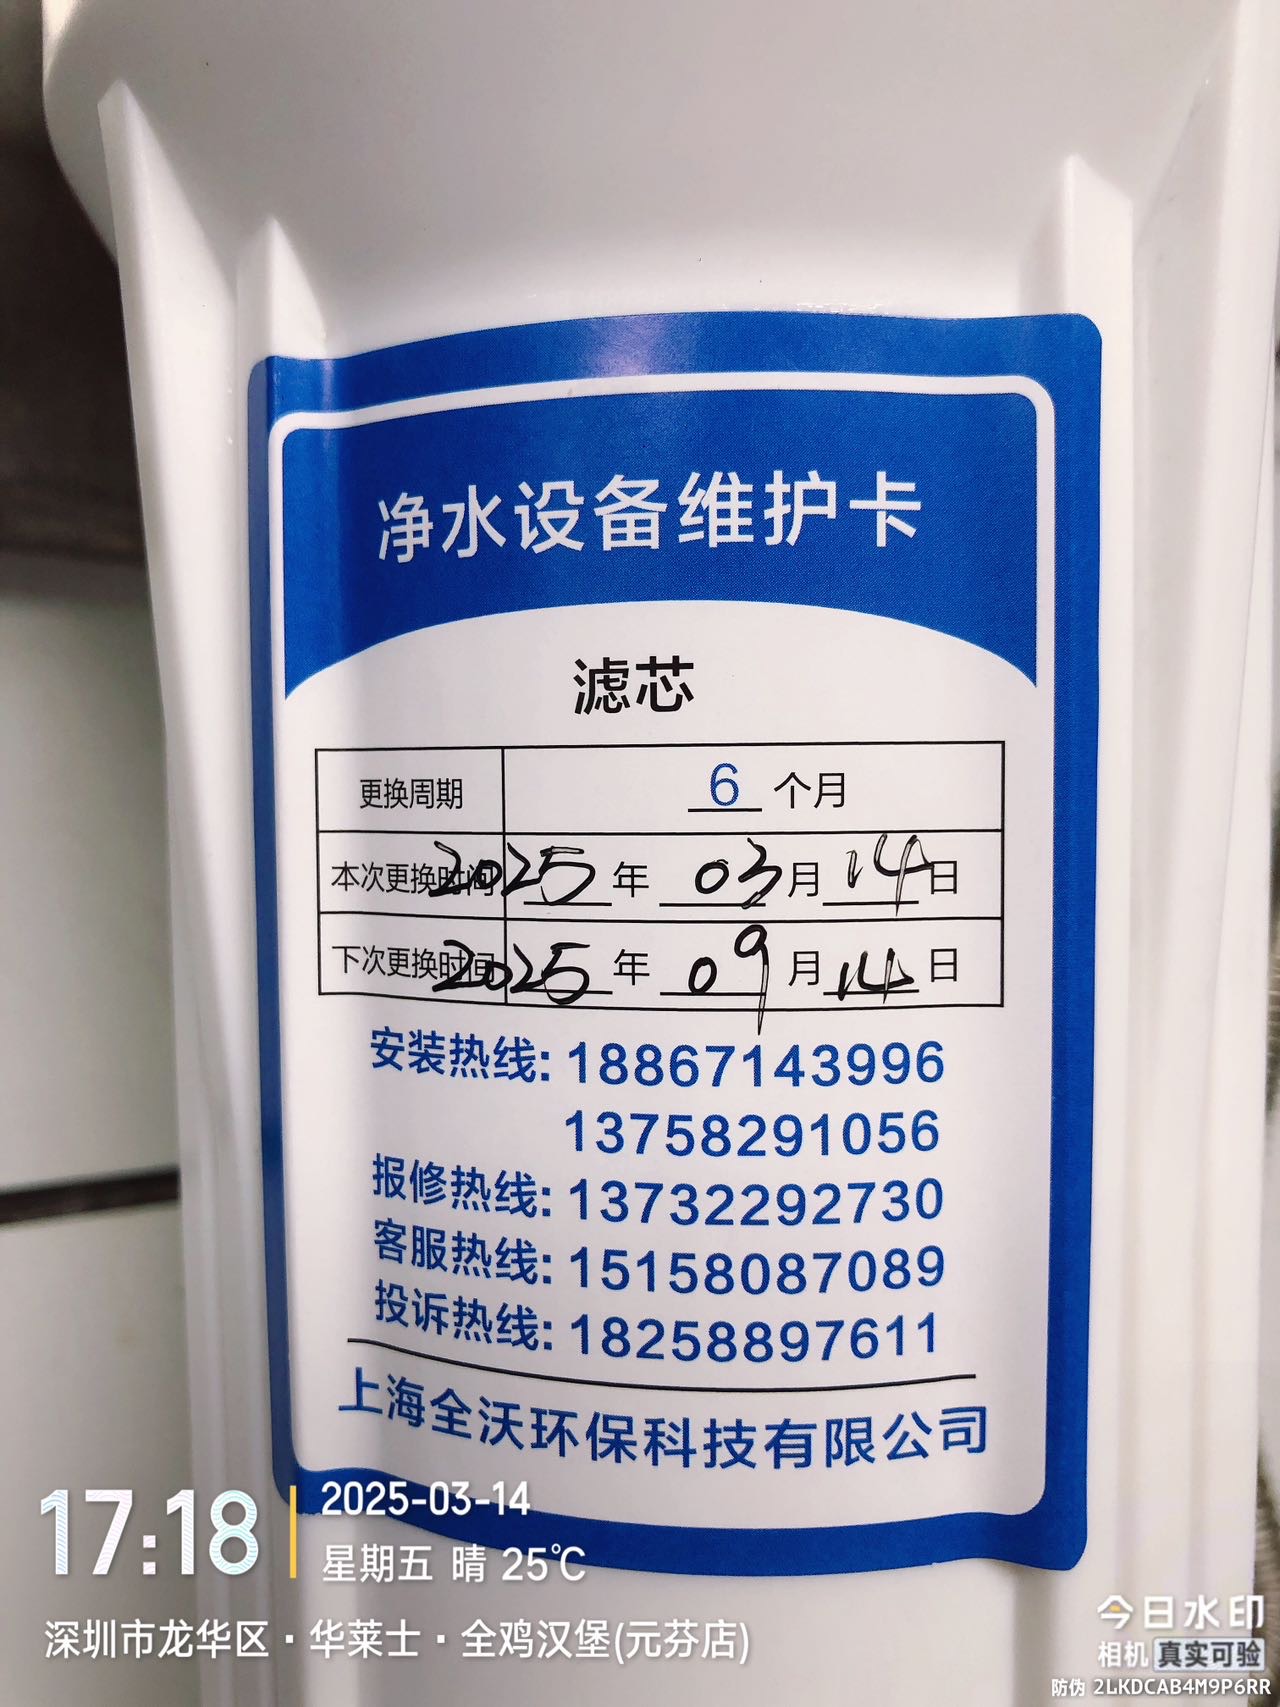 净水设备维护卡
滤芯
更换周期 6 个月
本次更换时间 2025 年 03 月 14 日
下次更换时间 2025 年 09 月 14 日
安装热线: 18867143996
13758291056
报修热线: 13732292730
客服热线: 15158087089
投诉热线: 18258897611
上海全沃环保科技有限公司
17:18 2025-03-14
星期五 晴 25℃
深圳市龙华区·华莱士·全鸡汉堡(元芬店)
今日水印
相机 真实可验
防伪 2LKDCAB4M9P6RR